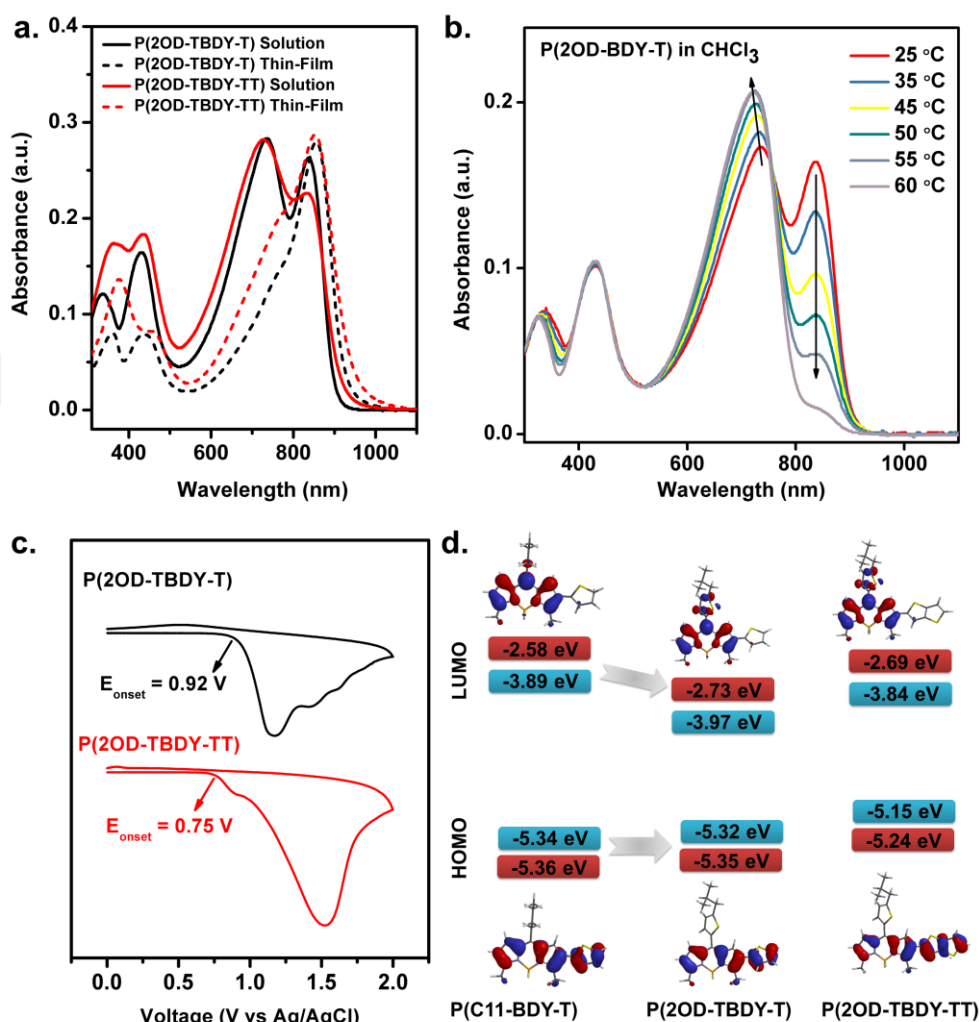 a.
P(2OD-TBDY-T) Solution
P(2OD-TBDY-T) Thin-Film
P(2OD-TBDY-TT) Solution
P(2OD-TBDY-TT) Thin-Film
0.4
0.3
0.2
0.1
0.0
Absorbance (a.u.)
400 600 800 1000
Wavelength (nm)
b.
P(2OD-BDY-T) in CHCl3
25 °C
35 °C
45 °C
50 °C
55 °C
60 °C
0.2
0.1
0.0
Absorbance (a.u.)
400 600 800 1000
Wavelength (nm)
c.
P(2OD-TBDY-T)
Eonset = 0.92 V
P(2OD-TBDY-TT)
Eonset = 0.75 V
0.0 0.5 1.0 1.5 2.0
Voltage (V vs Ag/AgCl)
d.
LUMO
-2.58 eV
-3.89 eV
-2.73 eV
-3.97 eV
-2.69 eV
-3.84 eV
HOMO
-5.34 eV
-5.36 eV
-5.32 eV
-5.35 eV
-5.15 eV
-5.24 eV
P(C11-BDY-T) P(2OD-TBDY-T) P(2OD-TBDY-TT)